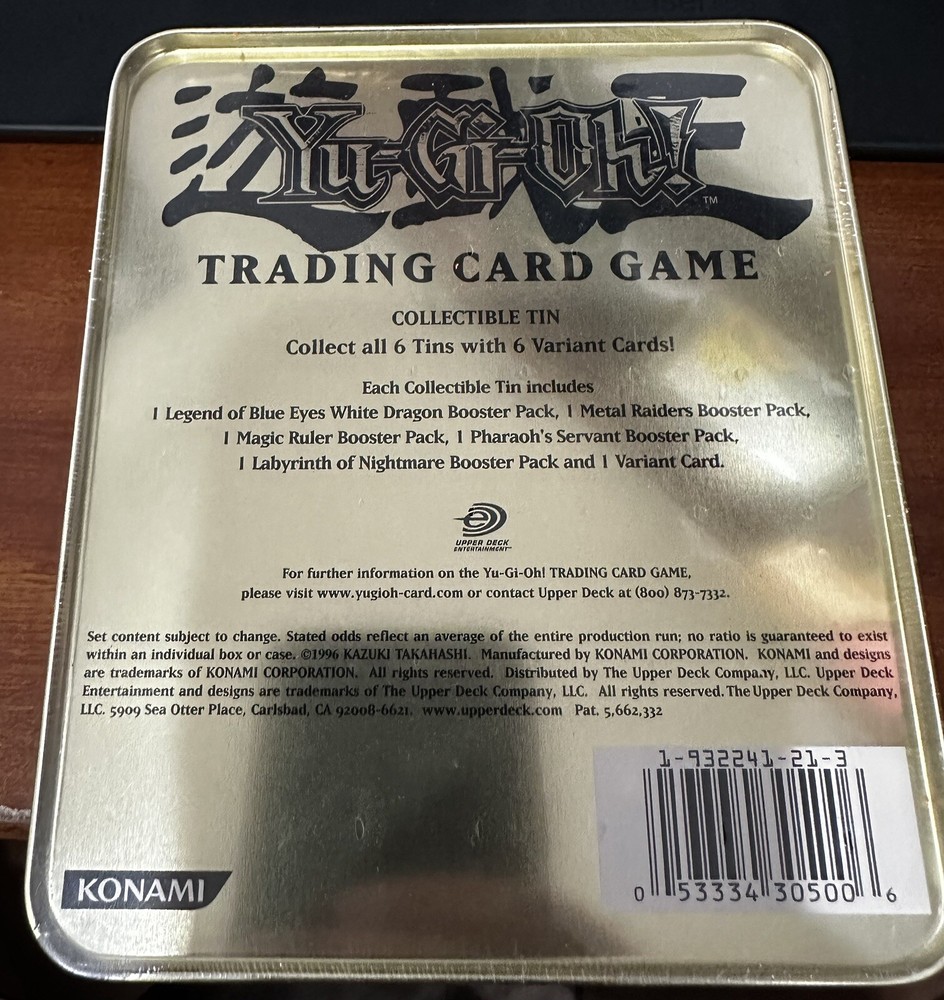 遊戯王
Yu-Gi-Oh!
TM
TRADING CARD GAME
COLLECTIBLE TIN
Collect all 6 Tins with 6 Variant Cards!
Each Collectible Tin includes
1 Legend of Blue Eyes White Dragon Booster Pack, 1 Metal Raiders Booster Pack,
1 Magic Ruler Booster Pack, 1 Pharaoh's Servant Booster Pack,
1 Labyrinth of Nightmare Booster Pack and 1 Variant Card.
UPPER DECK
ENTERTAINMENT
For further information on the Yu-Gi-Oh! TRADING CARD GAME,
please visit www.yugioh-card.com or contact Upper Deck at (800) 873-7332.
Set content subject to change. Stated odds reflect an average of the entire production run; no ratio is guaranteed to exist
within an individual box or case. ©1996 KAZUKI TAKAHASHI. Manufactured by KONAMI CORPORATION. KONAMI and designs
are trademarks of KONAMI CORPORATION. All rights reserved. Distributed by The Upper Deck Company, LLC. Upper Deck
Entertainment and designs are trademarks of The Upper Deck Company, LLC. All rights reserved. The Upper Deck Company,
LLC. 5909 Sea Otter Place, Carlsbad, CA 92008-6621. www.upperdeck.com Pat. 5,662,332
1-932241-21-3
0 53334 30500 6
KONAMI